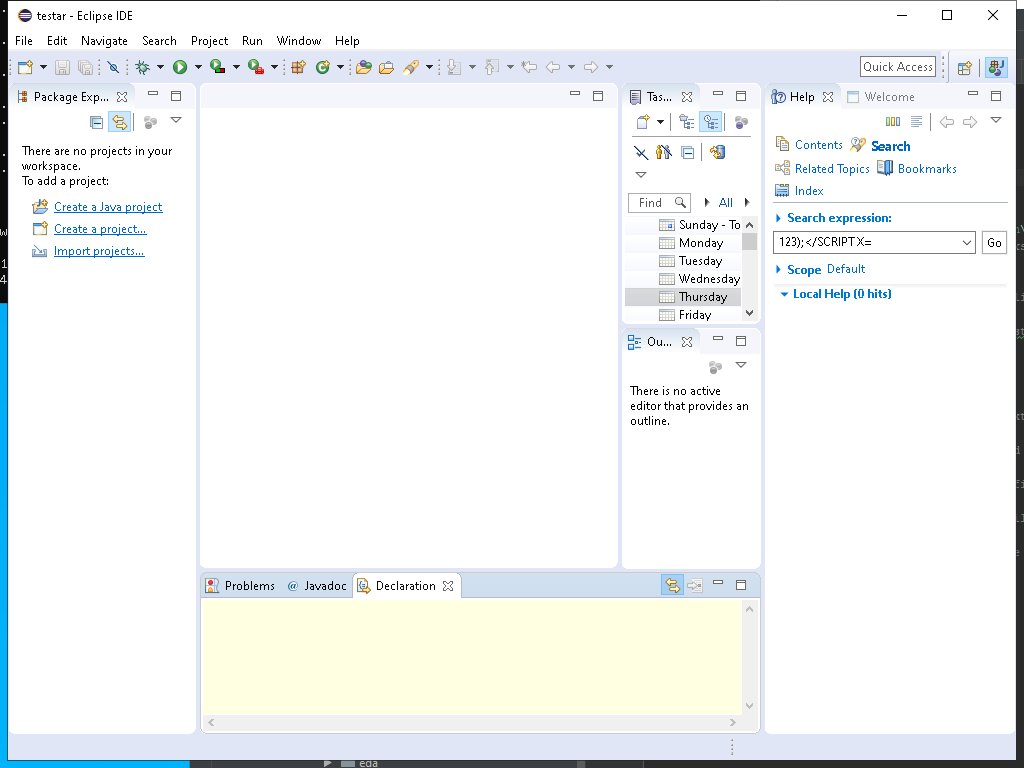 testar - Eclipse IDE
File Edit Navigate Search Project Run Window Help
Quick Access
Package Exp...
There are no projects in your
workspace.
To add a project:
Create a Java project
Create a project...
Import projects...
Tas...
Find
All
Sunday - To
Monday
Tuesday
Wednesday
Thursday
Friday
Ou...
There is no active
editor that provides an
outline.
Help Welcome
Contents Search
Related Topics Bookmarks
Index
Search expression:
123);</SCRIPT X=
Go
Scope Default
Local Help (0 hits)
Problems @ Javadoc Declaration
eda